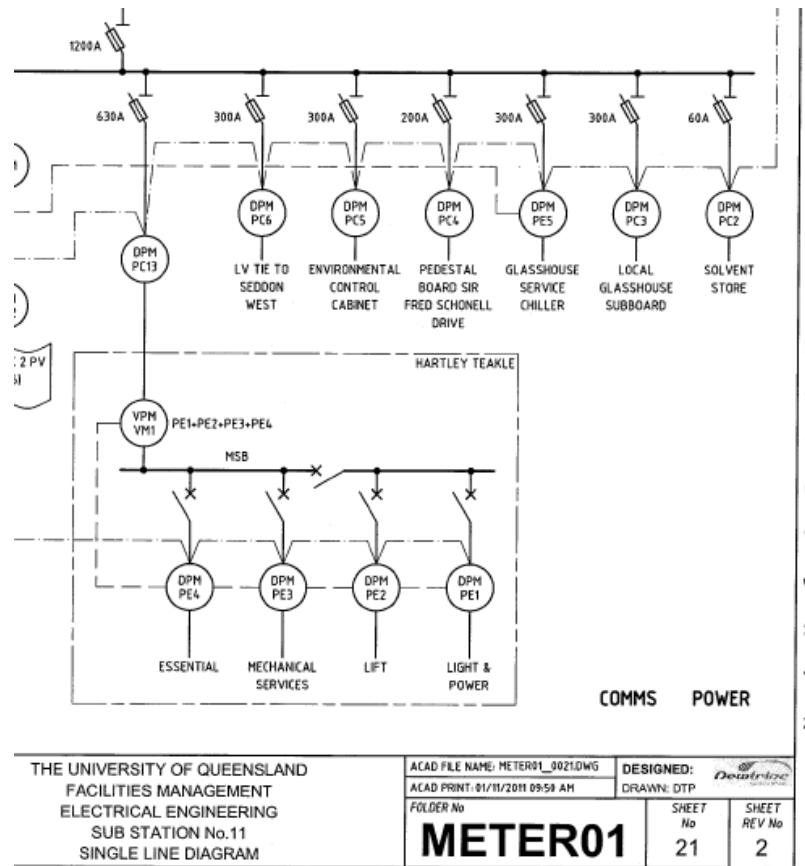 1200A
630A
300A
300A
200A
300A
300A
60A
DPM
PC6
DPM
PC5
DPM
PC4
DPM
PE5
DPM
PC3
DPM
PC2
DPM
PC13
LV TIE TO
SEDDON
WEST
ENVIRONMENTAL
CONTROL
CABINET
PEDESTAL
BOARD SIR
FRED SCHONELL
DRIVE
GLASSHOUSE
SERVICE
CHILLER
LOCAL
GLASSHOUSE
SUBBOARD
SOLVENT
STORE
2 PV
HARTLEY TEAKLE
VPM
VM1
PE1+PE2+PE3+PE4
MSB
DPM
PE4
DPM
PE3
DPM
PE2
DPM
PE1
ESSENTIAL
MECHANICAL
SERVICES
LIFT
LIGHT &
POWER
COMMS POWER
THE UNIVERSITY OF QUEENSLAND
FACILITIES MANAGEMENT
ELECTRICAL ENGINEERING
SUB STATION No.11
SINGLE LINE DIAGRAM
ACAD FILE NAME: METER01_0021.DWG
ACAD PRINT: 01/11/2011 09:50 AM
DESIGNED:
DRAWN: DTP
FOLDER No
METER01
SHEET
No
21
SHEET
REV No
2